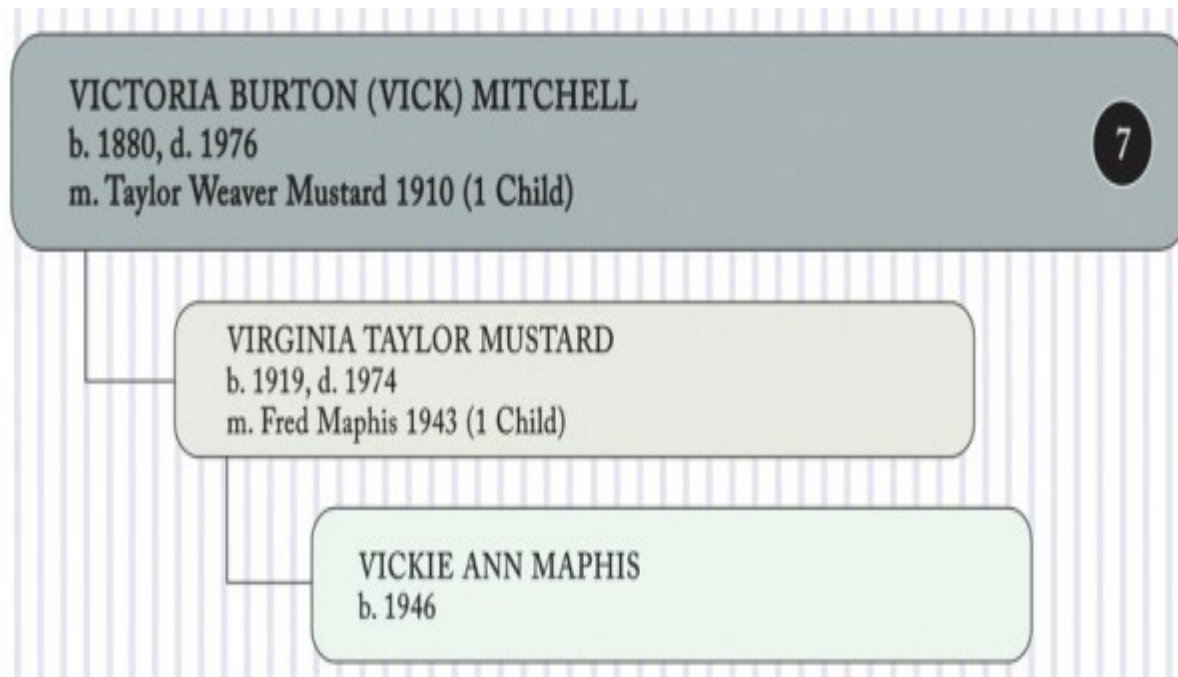 VICTORIA BURTON (VICK) MITCHELL
b. 1880, d. 1976
m. Taylor Weaver Mustard 1910 (1 Child)
7
VIRGINIA TAYLOR MUSTARD
b. 1919, d. 1974
m. Fred Maphis 1943 (1 Child)
VICKIE ANN MAPHIS
b. 1946